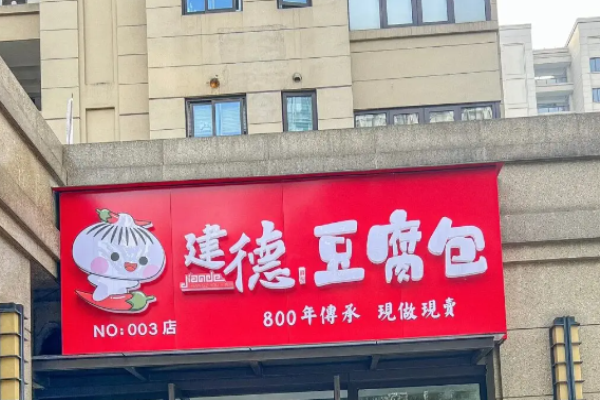 建德豆腐包
jiande
800年傳承 現做現賣
NO:003店